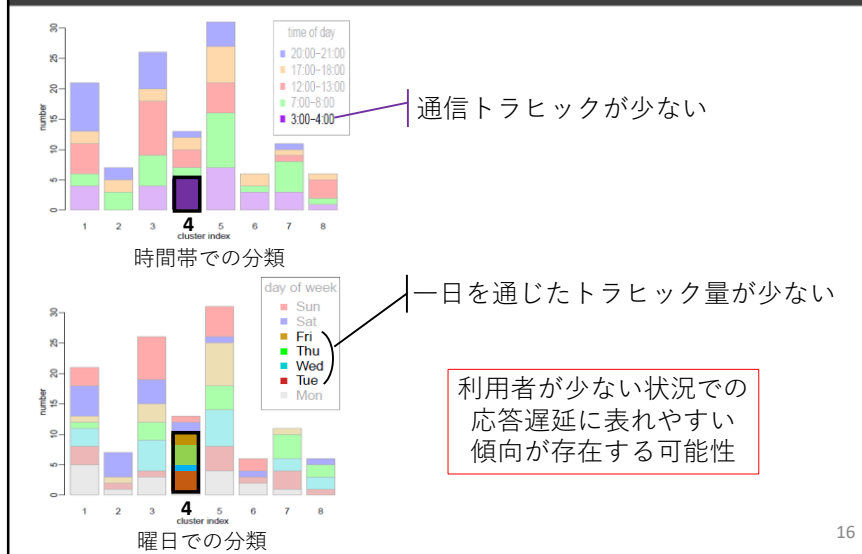 number
30
25
20
15
10
5
0
time of day
20:00-21:00
17:00-18:00
12:00-13:00
7:00-8:00
3:00-4:00
1 2 3 4 5 6 7 8
cluster index
時間帯での分類
通信トラヒックが少ない
number
30
25
20
15
10
5
0
day of week
Sun
Sat
Fri
Thu
Wed
Tue
Mon
1 2 3 4 5 6 7 8
cluster index
曜日での分類
一日を通じたトラヒック量が少ない
利用者が少ない状況での
応答遅延に表れやすい
傾向が存在する可能性
16